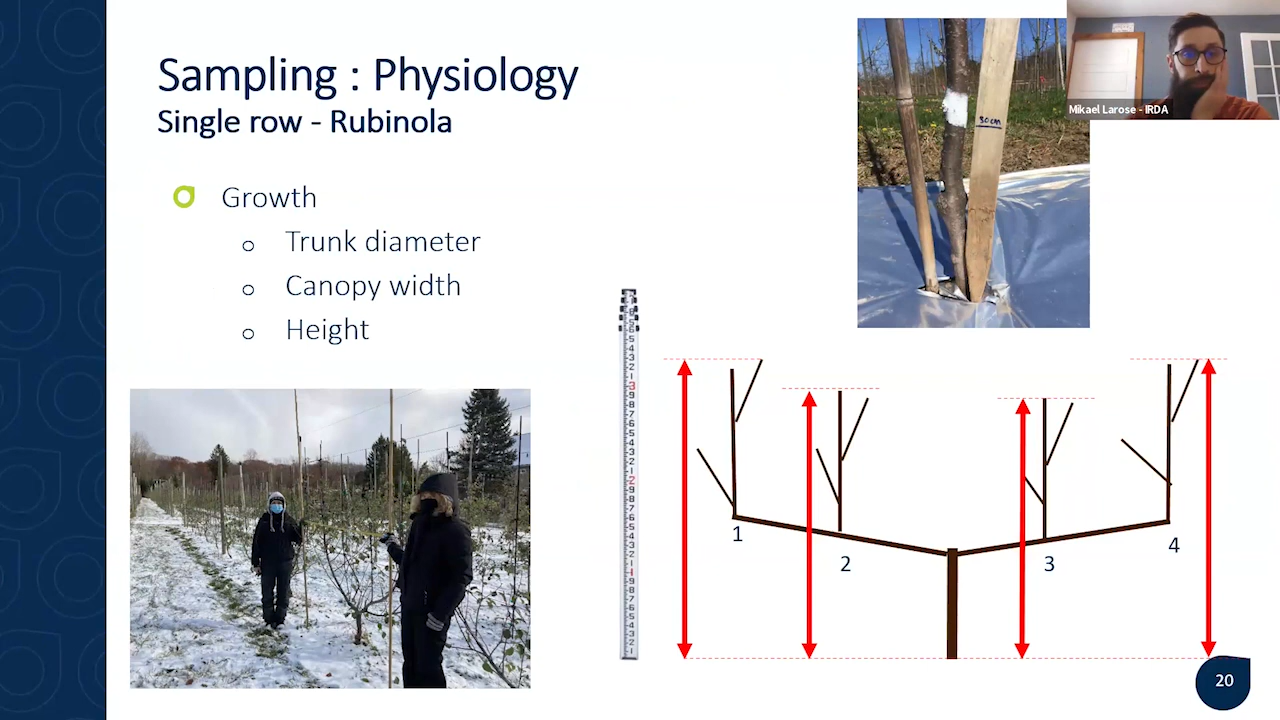 Sampling : Physiology
Single row - Rubinola
Growth
o Trunk diameter
o Canopy width
o Height
30cm
Mikael Larose - IRDA
1
2
3
4
20